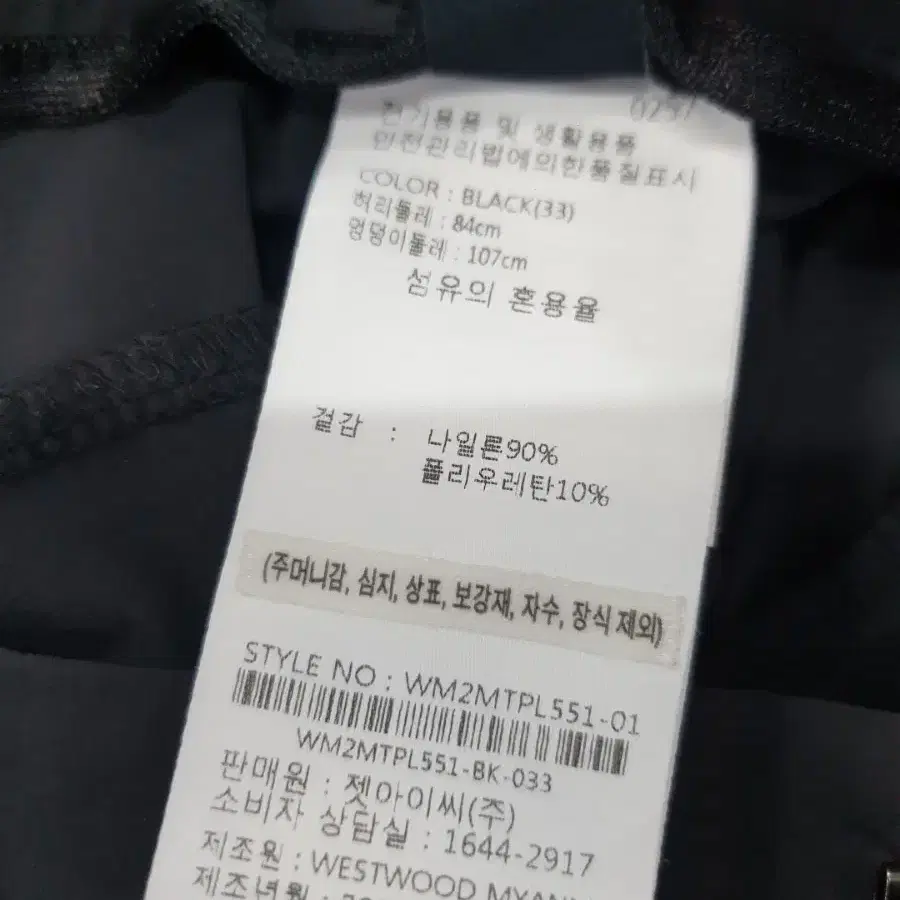 0257
전기용품 및 생활용품
안전관리법에의한품질표시
COLOR : BLACK(33)
허리둘레 : 84cm
엉덩이둘레 : 107cm
섬유의 혼용율
겉감 : 나일론90%
폴리우레탄10%
(주머니감, 심지, 상표, 보강재, 자수, 장식 제외)
STYLE NO : WM2MTPL551-01
WM2MTPL551-BK-033
판매원 : 젯아이씨(주)
소비자 상담실 : 1644-2917
제조원 : WESTWOOD
제조년월 :